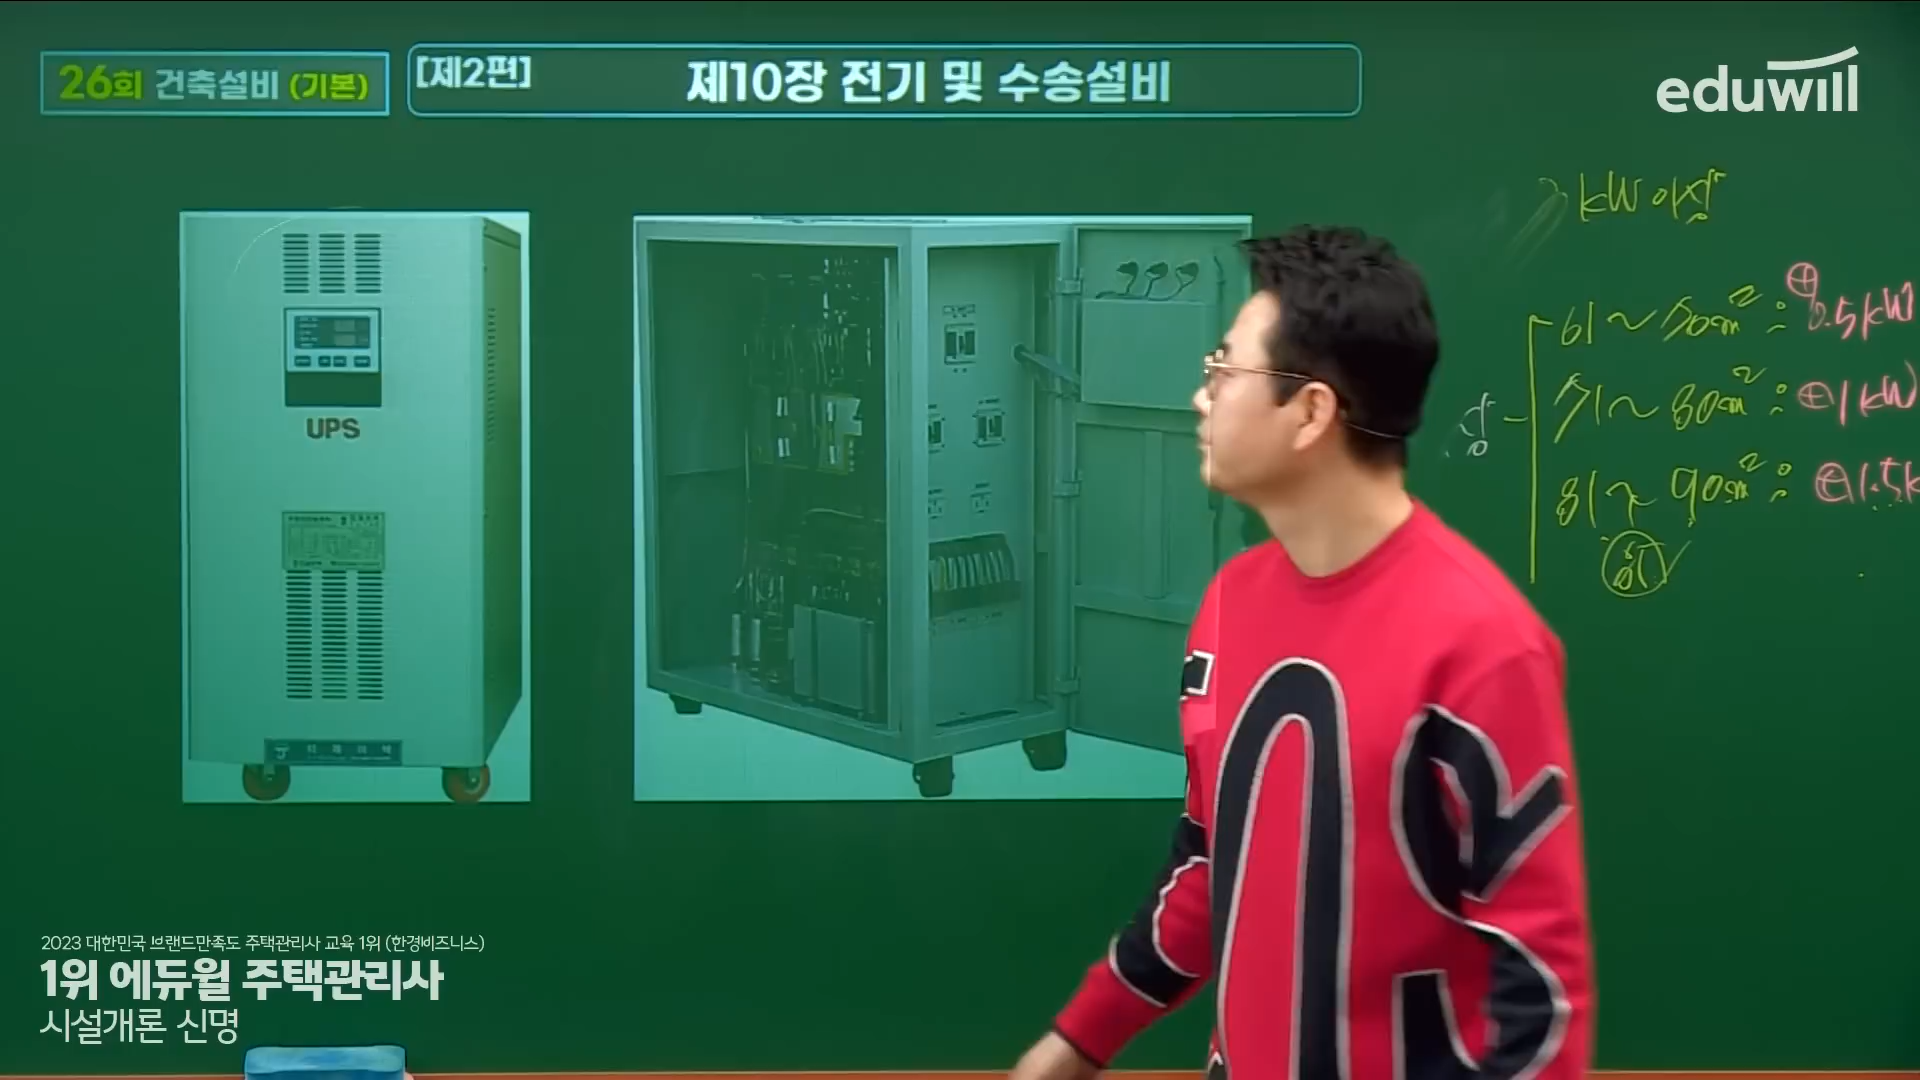 26회 건축설비 (기본)
[제2편]
제10장 전기 및 수송설비
eduwill
kW 이상
61~70m² : ⊕0.5kW
71~80m² : ⊕1kW
81~90m² : ⊕1.5k
UPS
2023 대한민국 브랜드만족도 주택관리사 교육 1위 (한경비즈니스)
1위 에듀윌 주택관리사
시설개론 신명